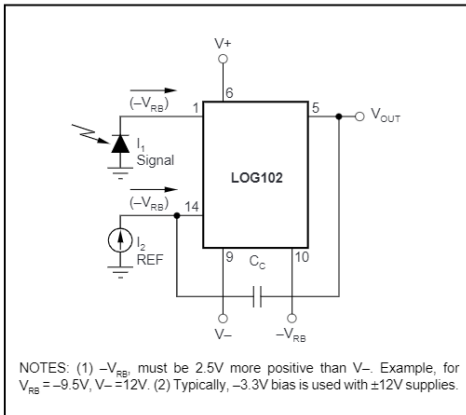 V+
6
(–V_RB)
1
5
V_OUT
I_1
Signal
LOG102
(–V_RB)
14
I_2
REF
9
C_C
10
V–
–V_RB
NOTES: (1) –V_RB, must be 2.5V more positive than V–. Example, for
V_RB = –9.5V, V– =12V. (2) Typically, –3.3V bias is used with ±12V supplies.